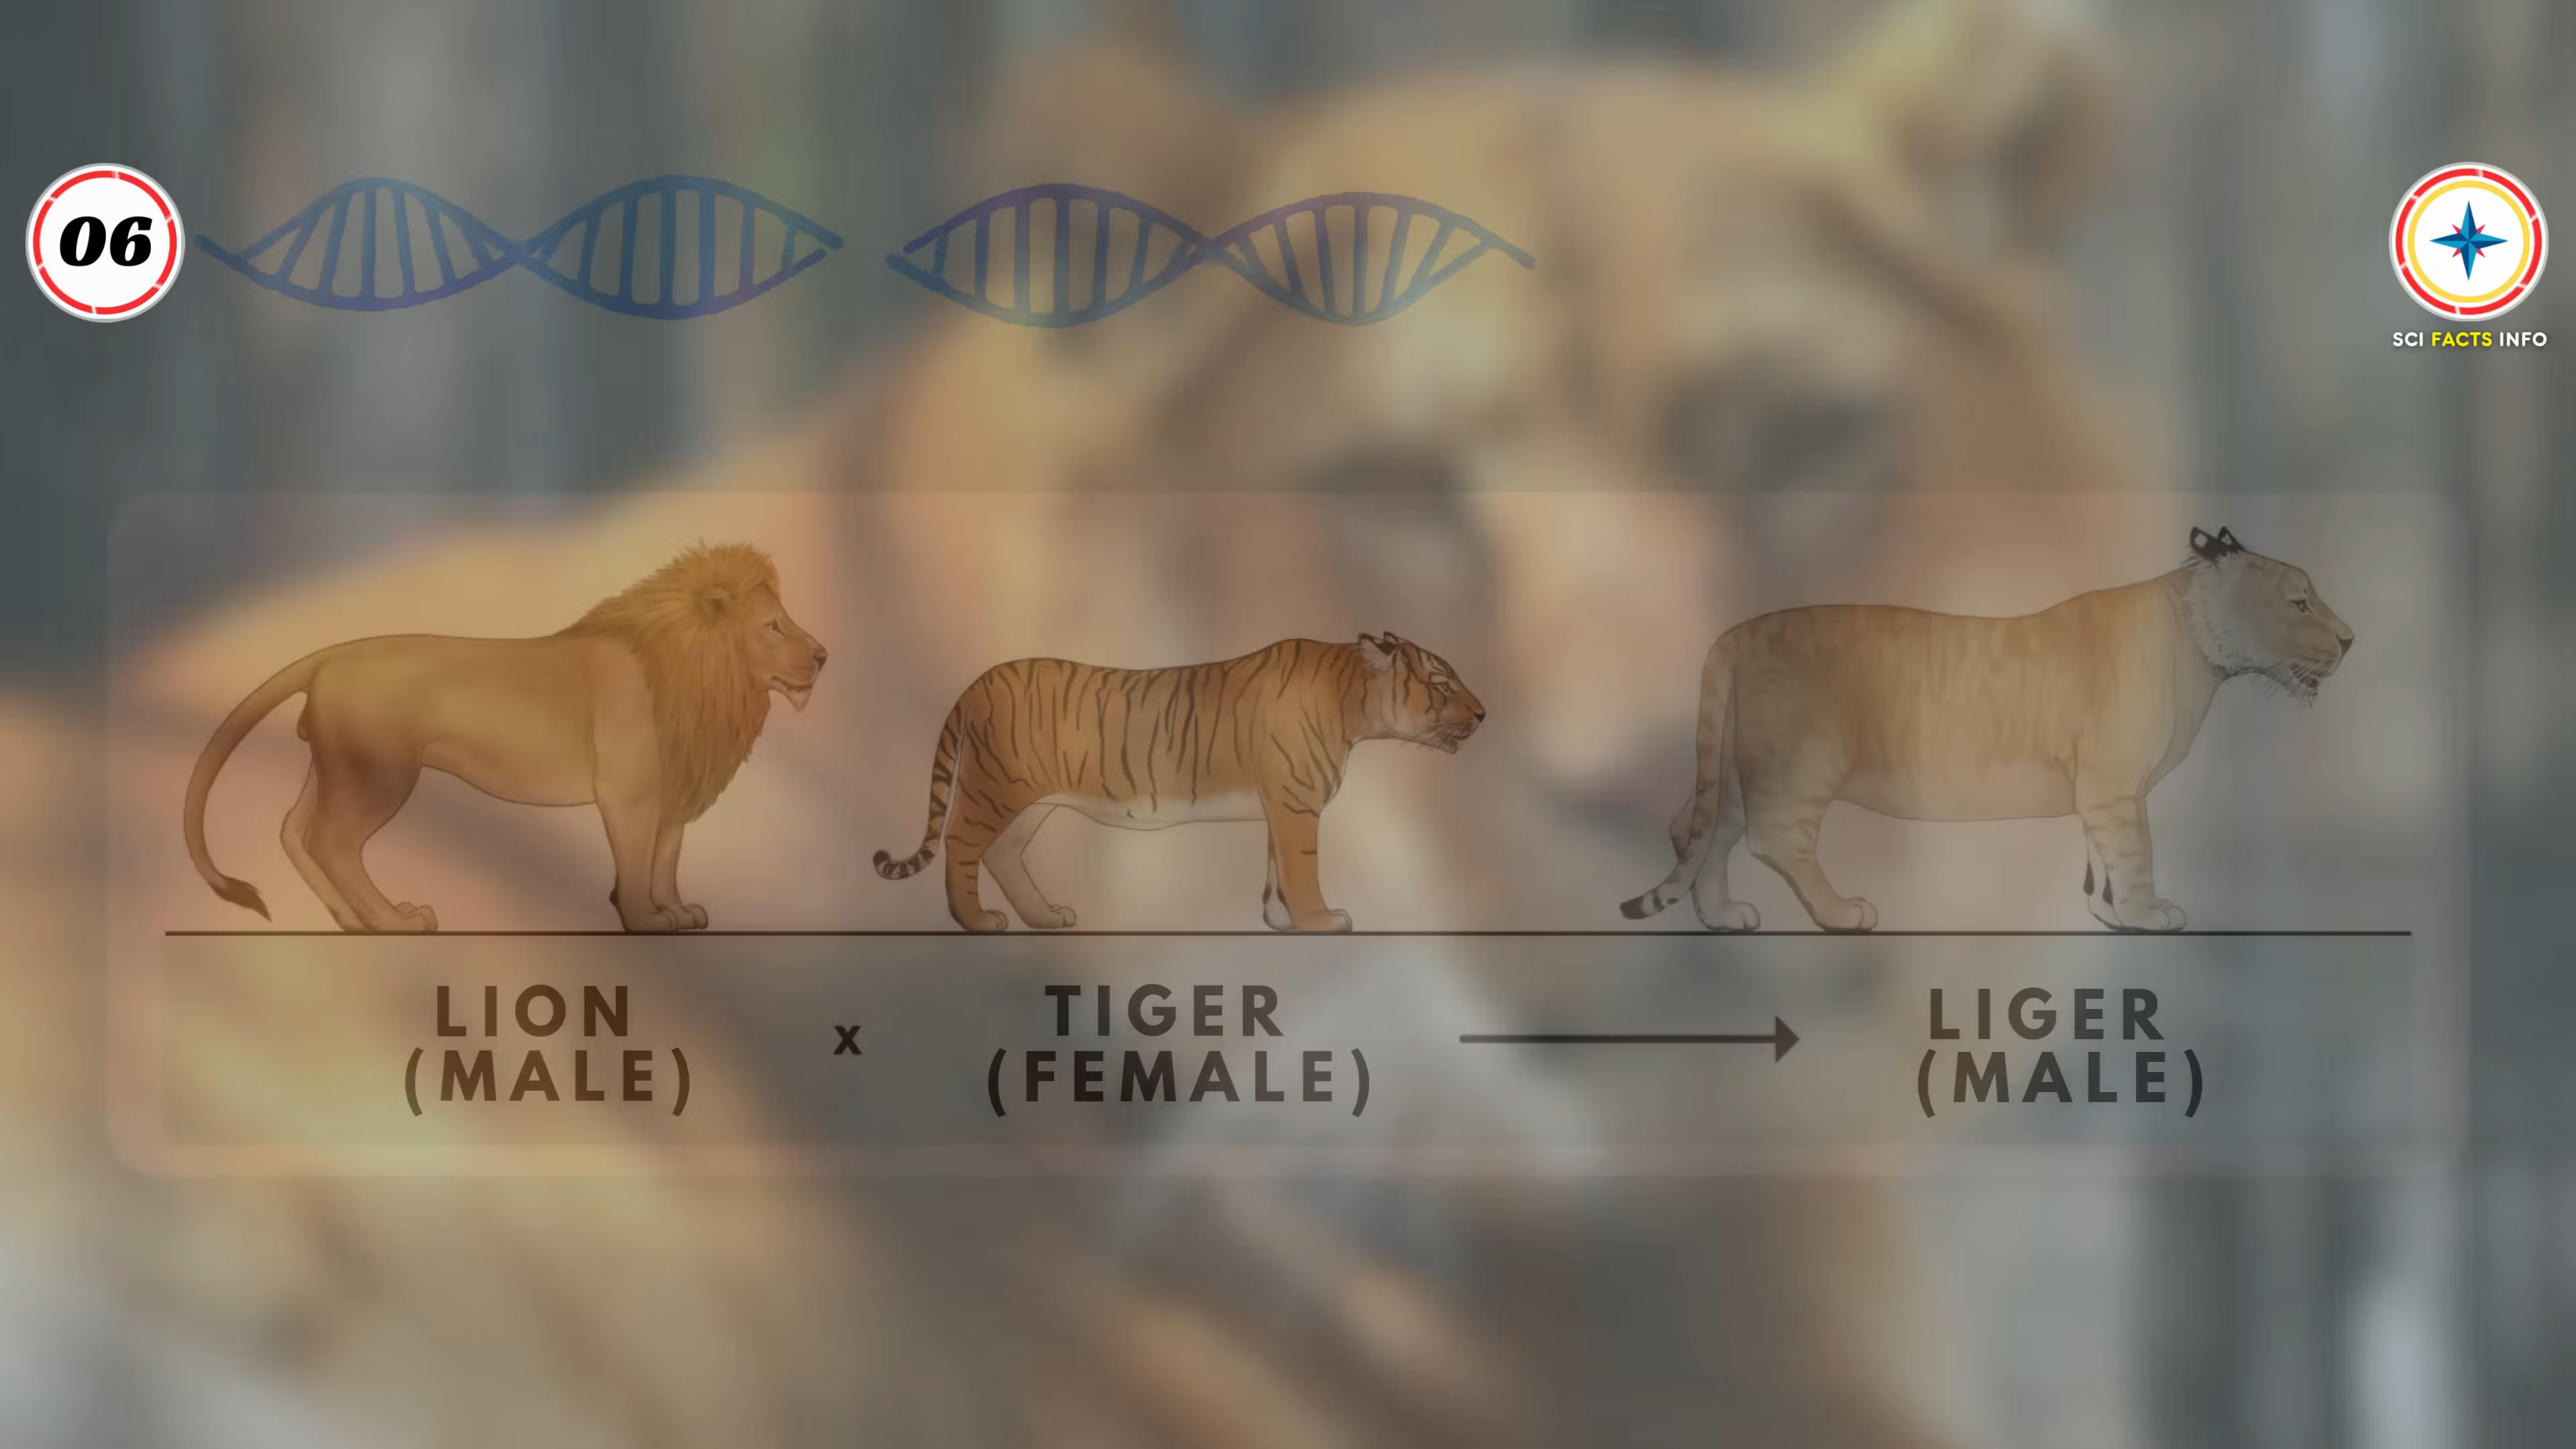 06
SCI FACTS INFO
LION
(MALE)
x
TIGER
(FEMALE)
LIGER
(MALE)